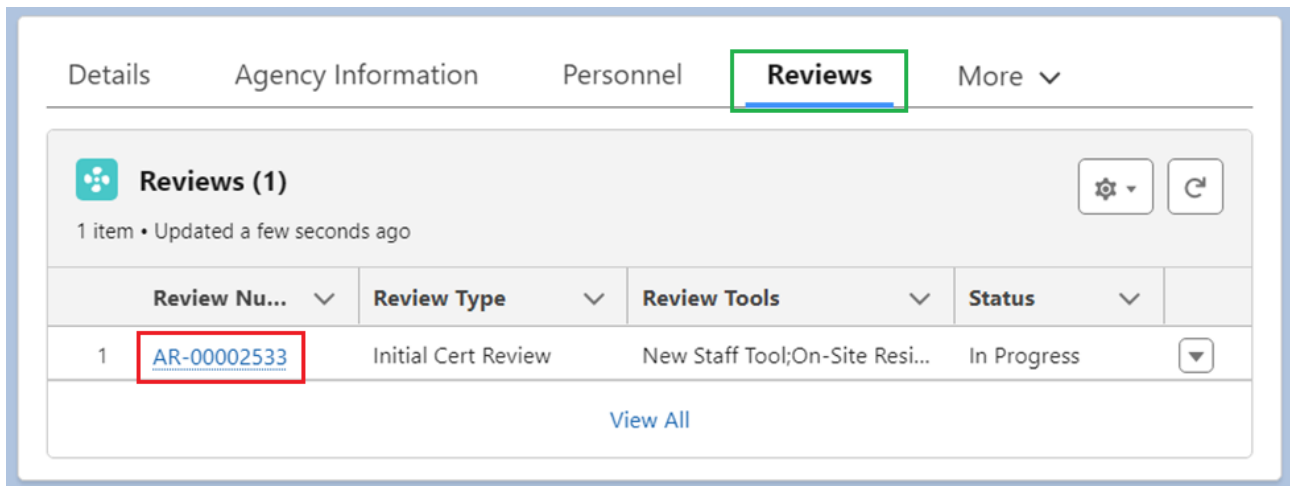 Details Agency Information Personnel Reviews More
Reviews (1)
1 item • Updated a few seconds ago
Review Nu... Review Type Review Tools Status
1 AR-00002533 Initial Cert Review New Staff Tool;On-Site Resi... In Progress
View All